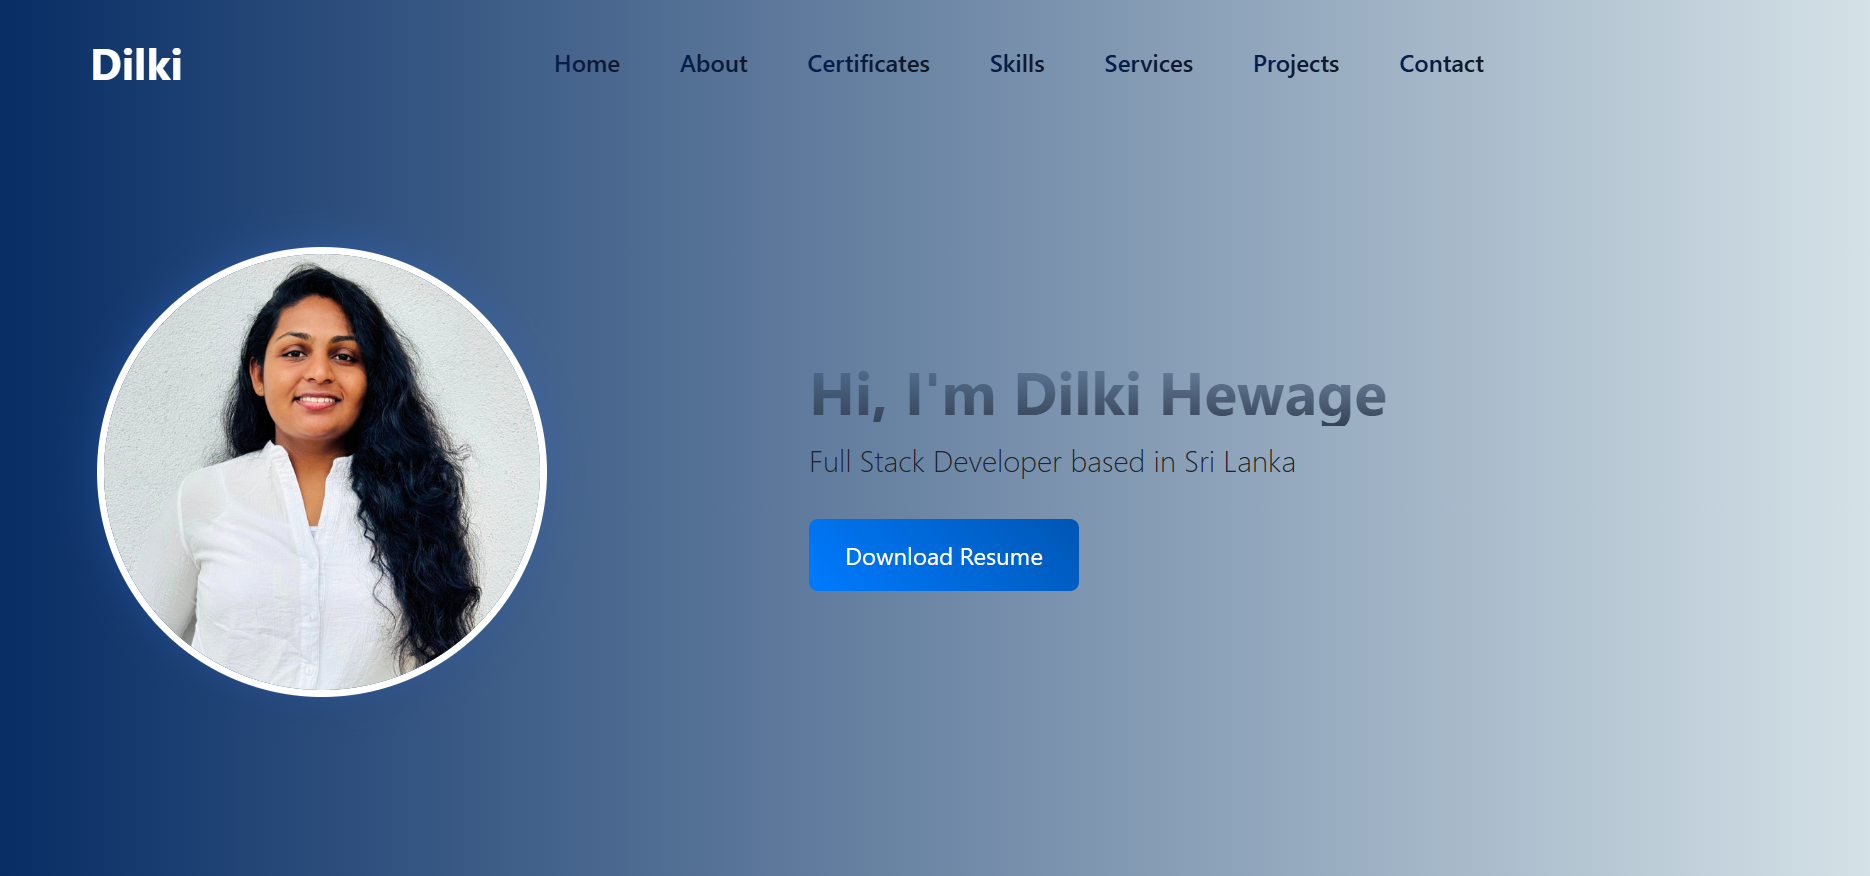 Dilki
Home About Certificates Skills Services Projects Contact
Hi, I'm Dilki Hewage
Full Stack Developer based in Sri Lanka
Download Resume